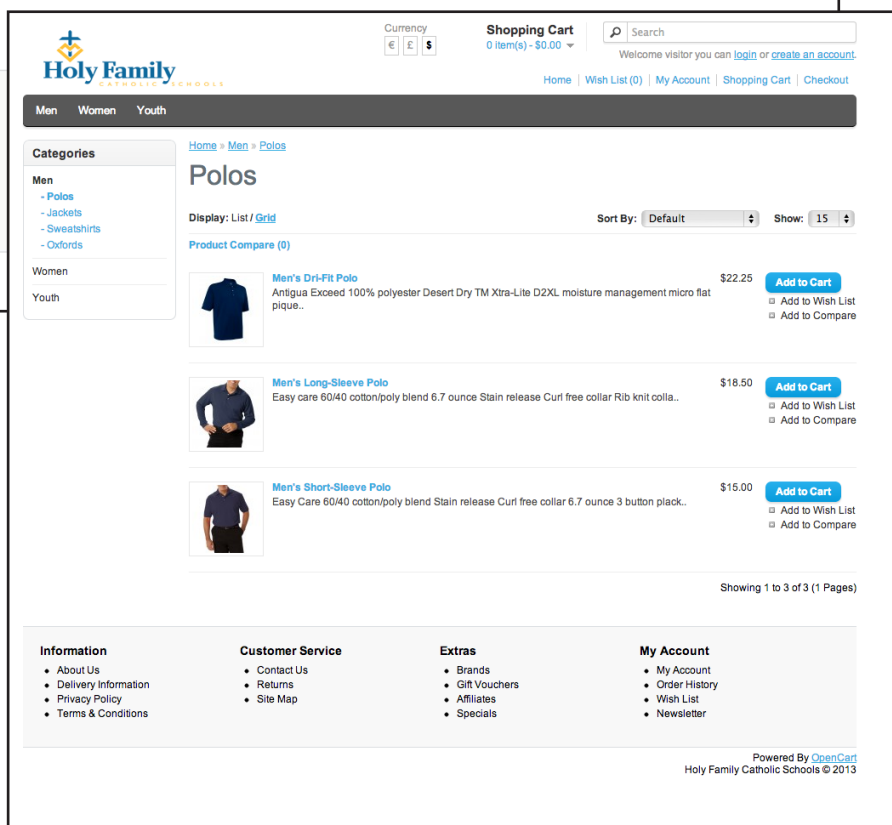 Currency
€ £ $
Shopping Cart
0 item(s) - $0.00
Search
Welcome visitor you can login or create an account.
Holy Family
CATHOLIC SCHOOLS
Home Wish List (0) My Account Shopping Cart Checkout
Men Women Youth
Categories
Men
- Polos
- Jackets
- Sweatshirts
- Oxfords
Women
Youth
Home » Men » Polos
Polos
Display: List / Grid
Sort By: Default Show: 15
Product Compare (0)
Men's Dri-Fit Polo
Antigua Exceed 100% polyester Desert Dry TM Xtra-Lite D2XL moisture management micro flat
pique..
$22.25
Add to Cart
Add to Wish List
Add to Compare
Men's Long-Sleeve Polo
Easy care 60/40 cotton/poly blend 6.7 ounce Stain release Curl free collar Rib knit colla..
$18.50
Add to Cart
Add to Wish List
Add to Compare
Men's Short-Sleeve Polo
Easy Care 60/40 cotton/poly blend Stain release Curl free collar 6.7 ounce 3 button plack..
$15.00
Add to Cart
Add to Wish List
Add to Compare
Showing 1 to 3 of 3 (1 Pages)
Information
• About Us
• Delivery Information
• Privacy Policy
• Terms & Conditions
Customer Service
• Contact Us
• Returns
• Site Map
Extras
• Brands
• Gift Vouchers
• Affiliates
• Specials
My Account
• My Account
• Order History
• Wish List
• Newsletter
Powered By OpenCart
Holy Family Catholic Schools © 2013